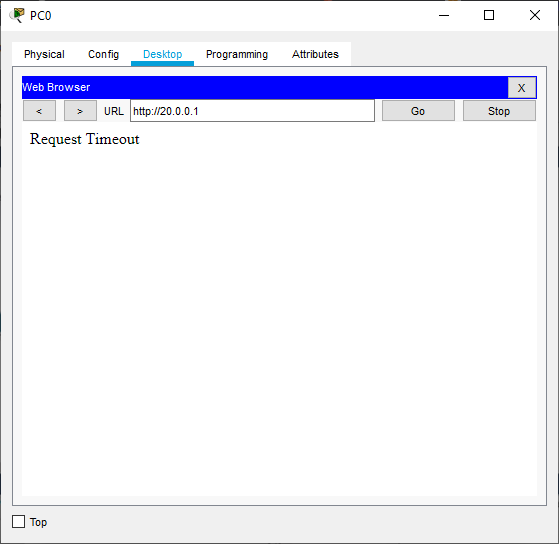 PC0
Physical Config Desktop Programming Attributes
Web Browser X
< > URL http://20.0.0.1 Go Stop
Request Timeout
Top